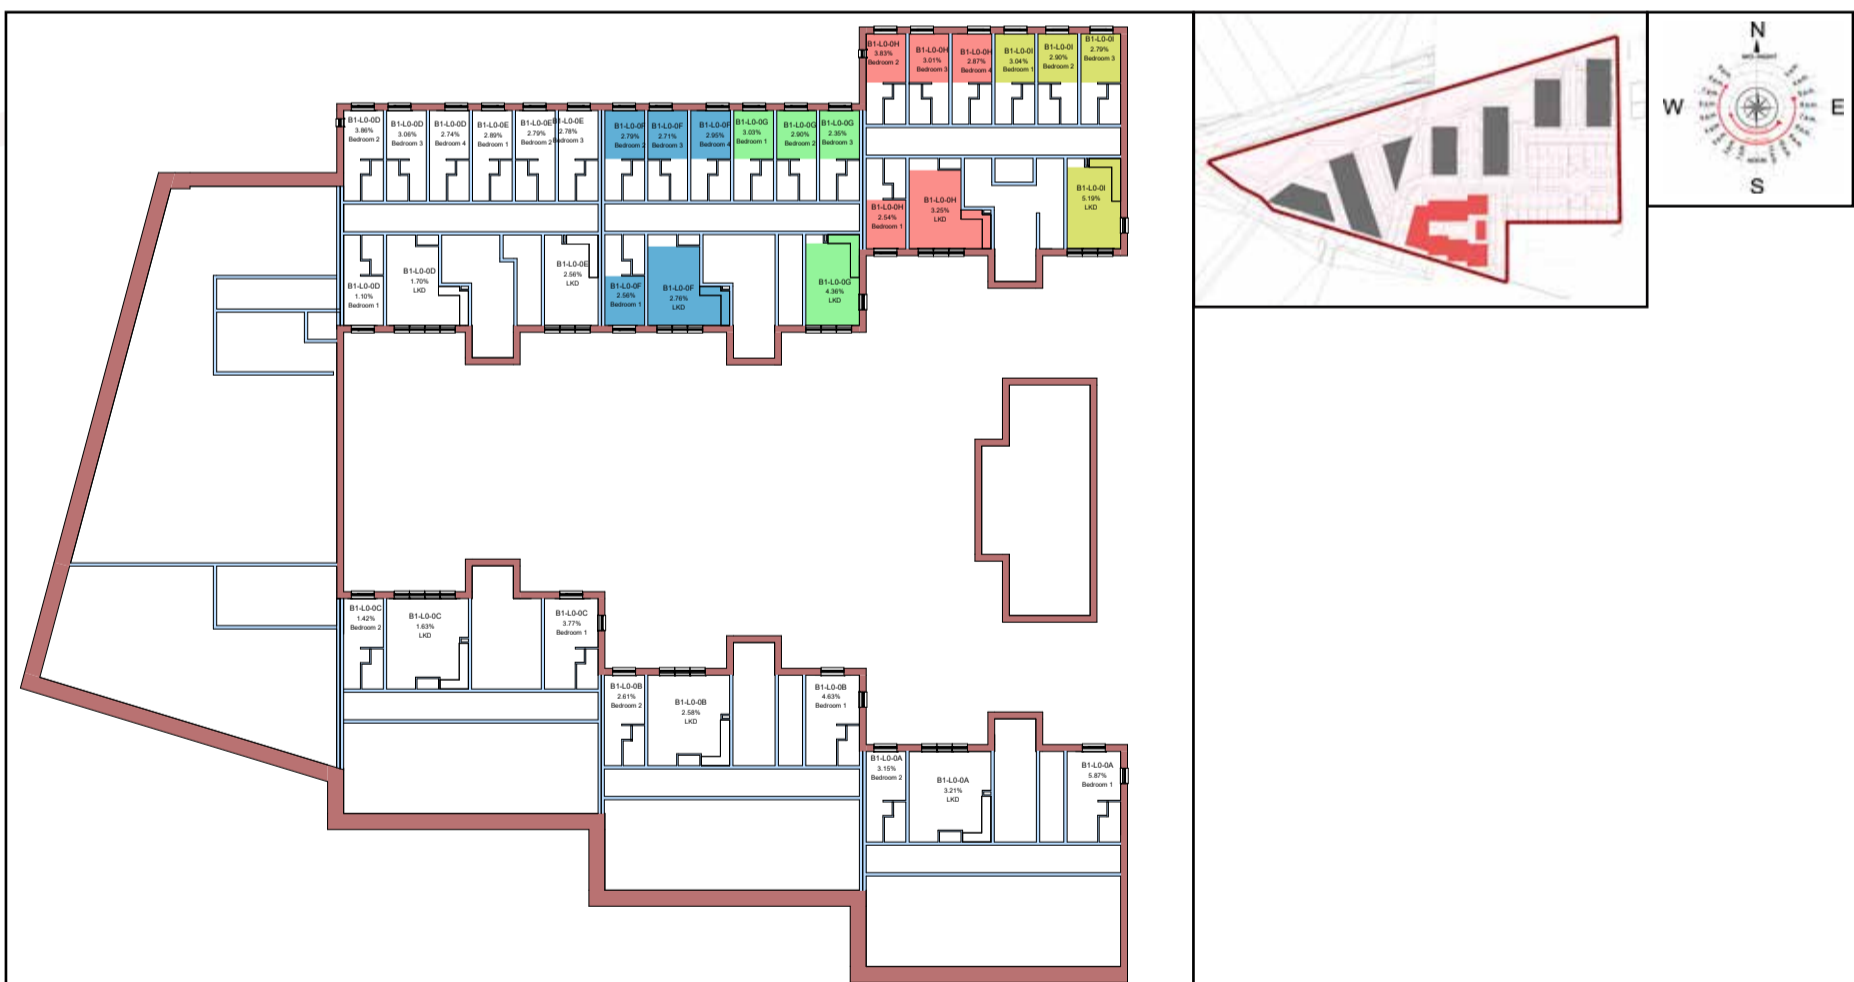 B1-L0-0H
3.83%
Bedroom 2
B1-L0-0H
3.01%
Bedroom 3
B1-L0-0H
2.87%
Bedroom 4
B1-L0-0I
3.04%
Bedroom 1
B1-L0-0I
2.90%
Bedroom 2
B1-L0-0I
2.79%
Bedroom 3
B1-L0-0D
3.86%
Bedroom 2
B1-L0-0D
3.06%
Bedroom 3
B1-L0-0D
2.74%
Bedroom 4
B1-L0-0E
2.89%
Bedroom 1
B1-L0-0E
2.79%
Bedroom 2
B1-L0-0E
2.78%
Bedroom 3
B1-L0-0F
2.79%
Bedroom 2
B1-L0-0F
2.71%
Bedroom 3
B1-L0-0F
2.95%
Bedroom 4
B1-L0-0G
3.03%
Bedroom 1
B1-L0-0G
2.90%
Bedroom 2
B1-L0-0G
2.35%
Bedroom 3
B1-L0-0H
2.54%
Bedroom 1
B1-L0-0H
3.25%
LKD
B1-L0-0I
5.19%
LKD
B1-L0-0D
1.10%
Bedroom 1
B1-L0-0D
1.70%
LKD
B1-L0-0E
2.56%
LKD
B1-L0-0F
2.56%
Bedroom 1
B1-L0-0F
2.76%
LKD
B1-L0-0G
4.36%
LKD
B1-L0-0C
1.42%
Bedroom 2
B1-L0-0C
1.63%
LKD
B1-L0-0C
3.77%
Bedroom 1
B1-L0-0B
2.61%
Bedroom 2
B1-L0-0B
2.58%
LKD
B1-L0-0B
4.63%
Bedroom 1
B1-L0-0A
3.15%
Bedroom 2
B1-L0-0A
3.21%
LKD
B1-L0-0A
5.87%
Bedroom 1
N
W
E
S